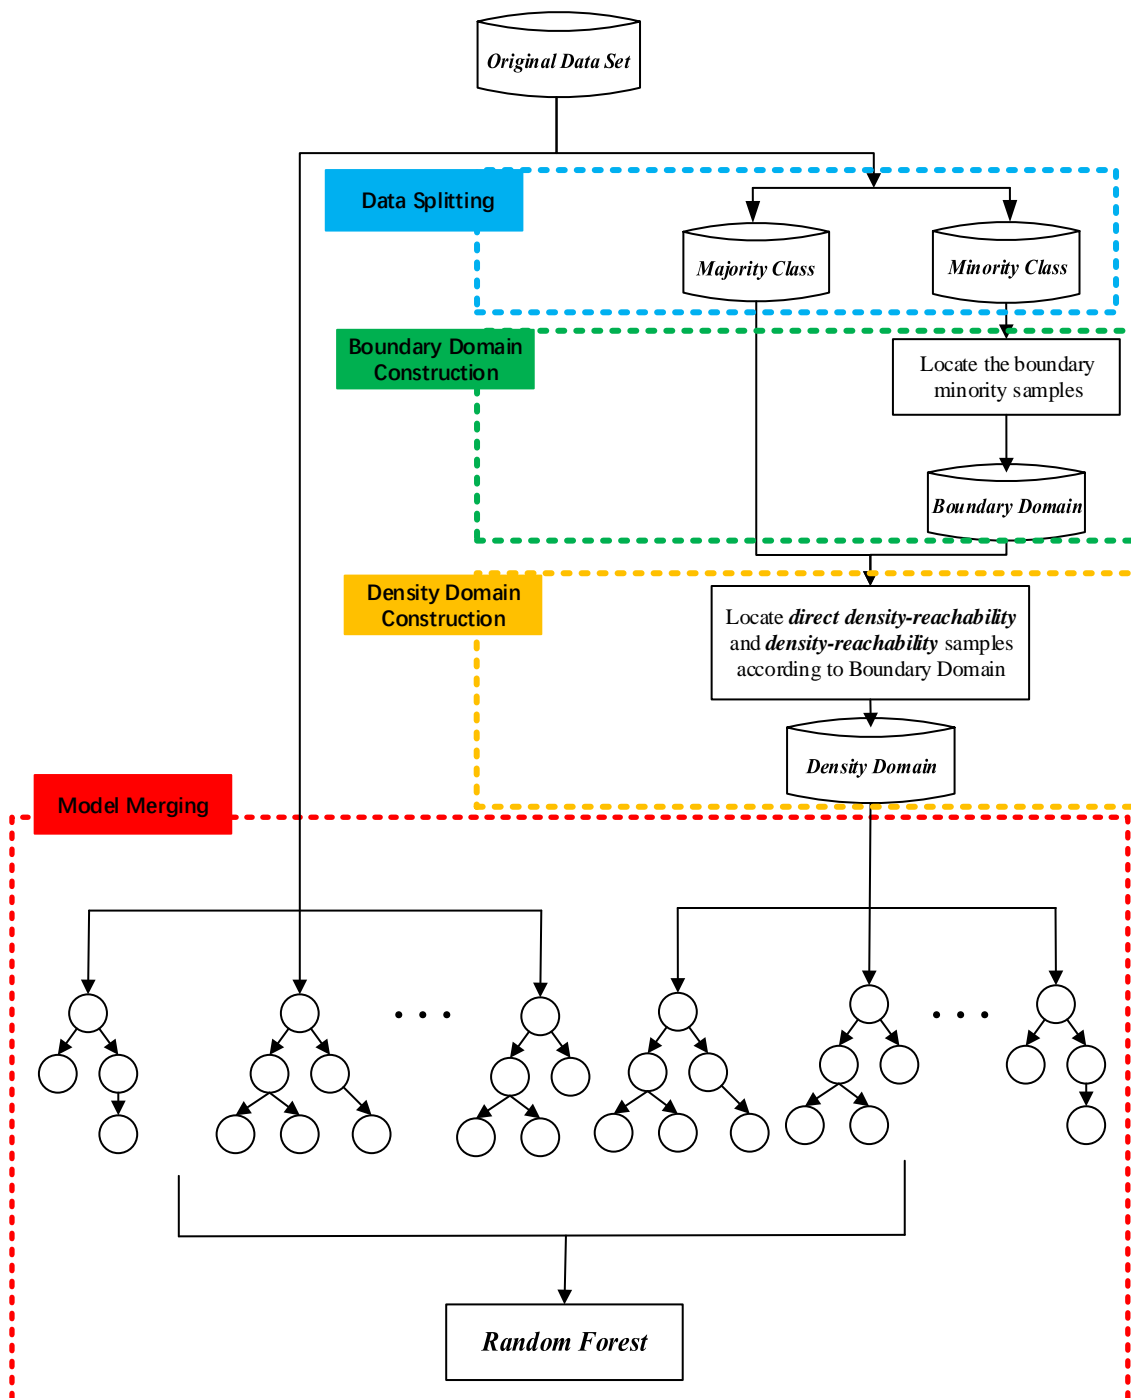 Original Data Set
Data Splitting
Majority Class
Minority Class
Boundary Domain
Construction
Locate the boundary
minority samples
Boundary Domain
Density Domain
Construction
Locate direct density-reachability
and density-reachability samples
according to Boundary Domain
Density Domain
Model Merging
. . .
. . .
Random Forest